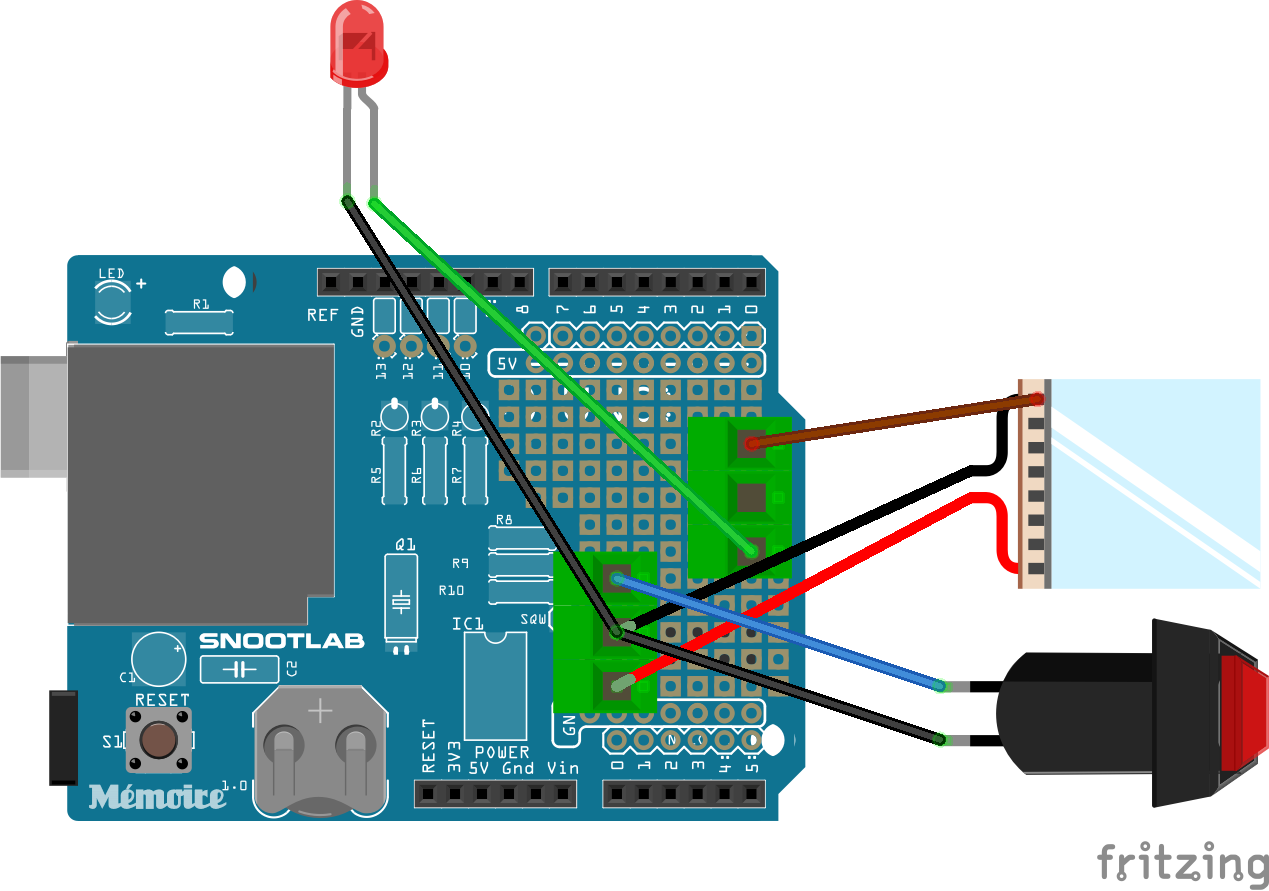 LED
+
R1
REF
GND
8
7
6
5
4
3
2
1
0
13:
12:
11
10:
5V
R2
R3
R4
R5
R6
R7
R8
Q1
R9
R10
SQW
IC1
SNOOTLAB
+
C1
C2
RESET
S1
1.0
Mémoire
RESET
3V3
POWER
5V Gnd Vin
GN
0
1
2
3
4:
5:
fritzing